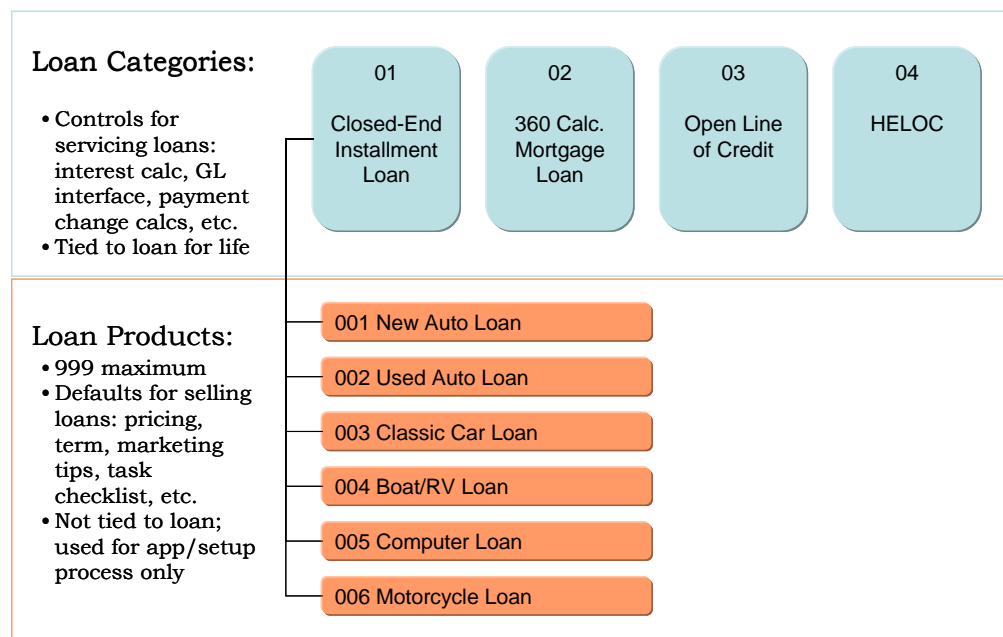 Loan Categories:
• Controls for
servicing loans:
interest calc, GL
interface, payment
change calcs, etc.
• Tied to loan for life
01
Closed-End
Installment
Loan
02
360 Calc.
Mortgage
Loan
03
Open Line
of Credit
04
HELOC
Loan Products:
• 999 maximum
• Defaults for selling
loans: pricing,
term, marketing
tips, task
checklist, etc.
• Not tied to loan;
used for app/setup
process only
001 New Auto Loan
002 Used Auto Loan
003 Classic Car Loan
004 Boat/RV Loan
005 Computer Loan
006 Motorcycle Loan